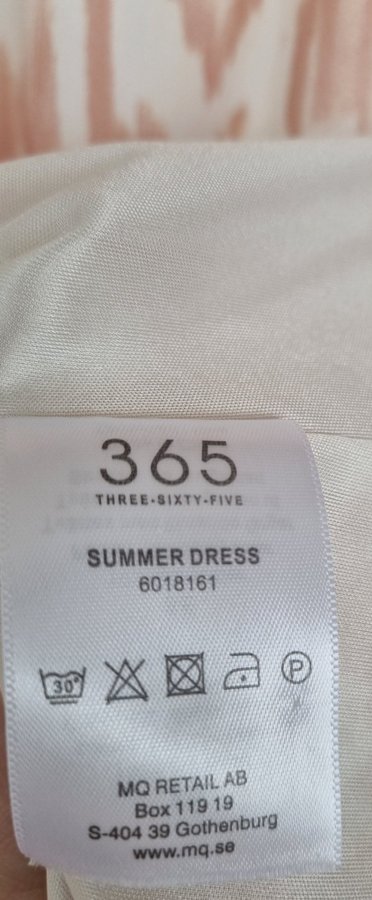 365
THREE-SIXTY-FIVE
SUMMER DRESS
6018161
30°
P
MQ RETAIL AB
Box 119 19
S-404 39 Gothenburg
www.mq.se